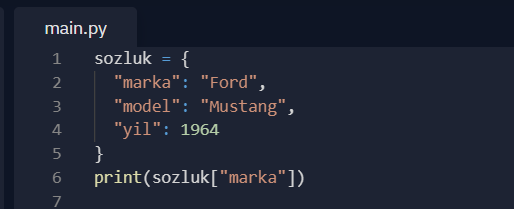 main.py
1 sozluk = {
2   "marka": "Ford",
3   "model": "Mustang",
4   "yil": 1964
5 }
6 print(sozluk["marka"])
7